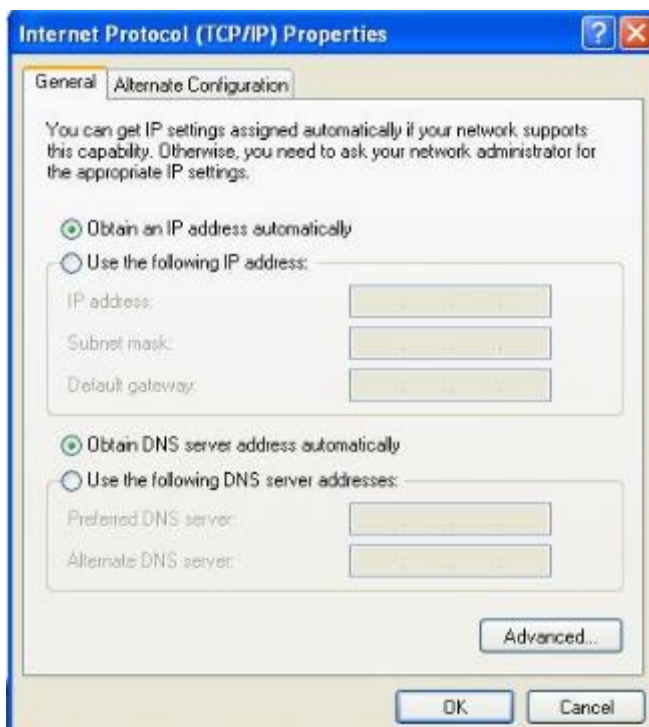 Internet Protocol (TCP/IP) Properties
General
Alternate Configuration
You can get IP settings assigned automatically if your network supports
this capability. Otherwise, you need to ask your network administrator for
the appropriate IP settings.
Obtain an IP address automatically
Use the following IP address:
IP address:
Subnet mask:
Default gateway:
Obtain DNS server address automatically
Use the following DNS server addresses:
Preferred DNS server:
Alternate DNS server:
Advanced...
OK
Cancel